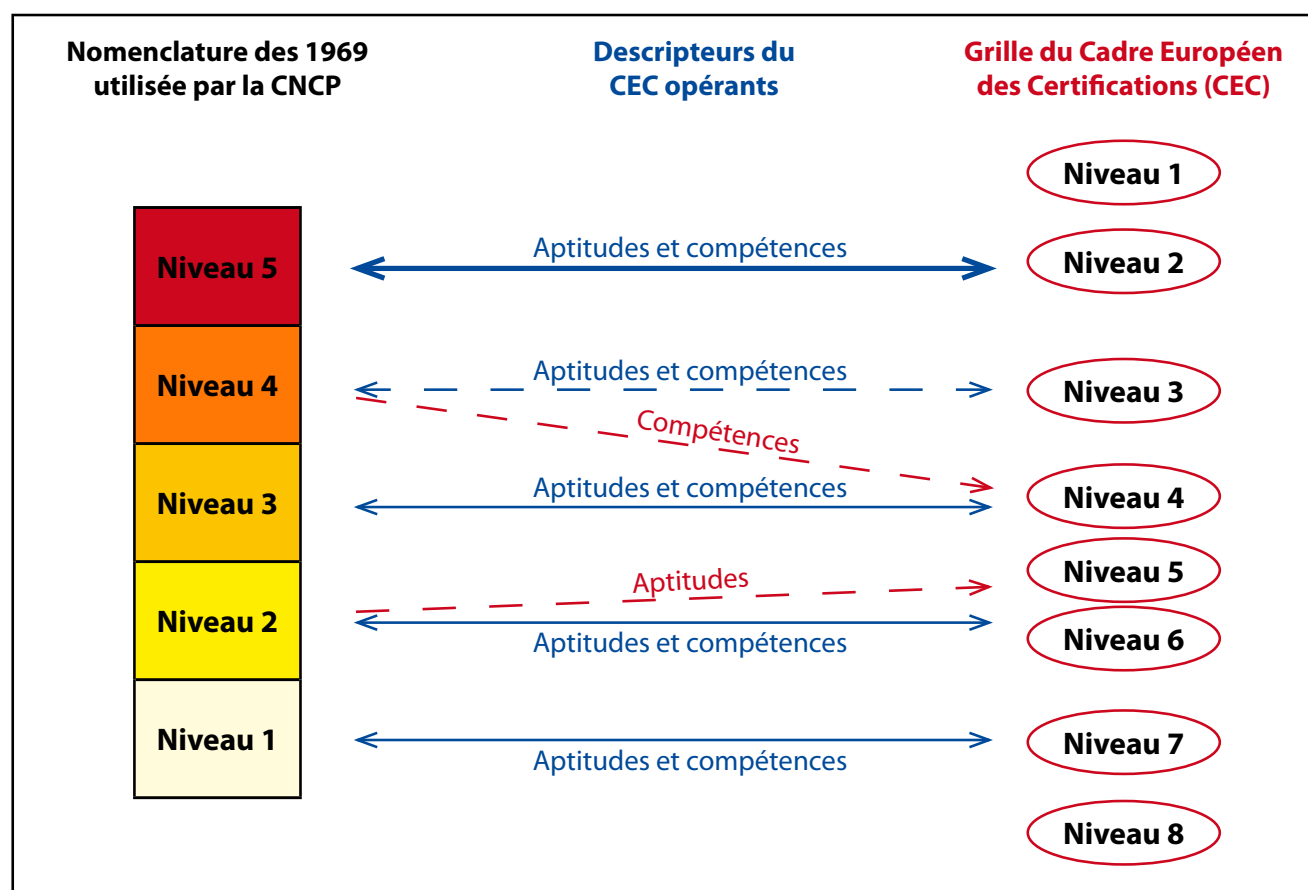 Nomenclature des 1969
utilisée par la CNCP
Descripteurs du
CEC opérants
Grille du Cadre Européen
des Certifications (CEC)
Niveau 1
Niveau 5
Aptitudes et compétences
Niveau 2
Niveau 4
Aptitudes et compétences
Niveau 3
Compétences
Niveau 3
Aptitudes et compétences
Niveau 4
Aptitudes
Niveau 5
Niveau 2
Aptitudes et compétences
Niveau 6
Niveau 1
Aptitudes et compétences
Niveau 7
Niveau 8